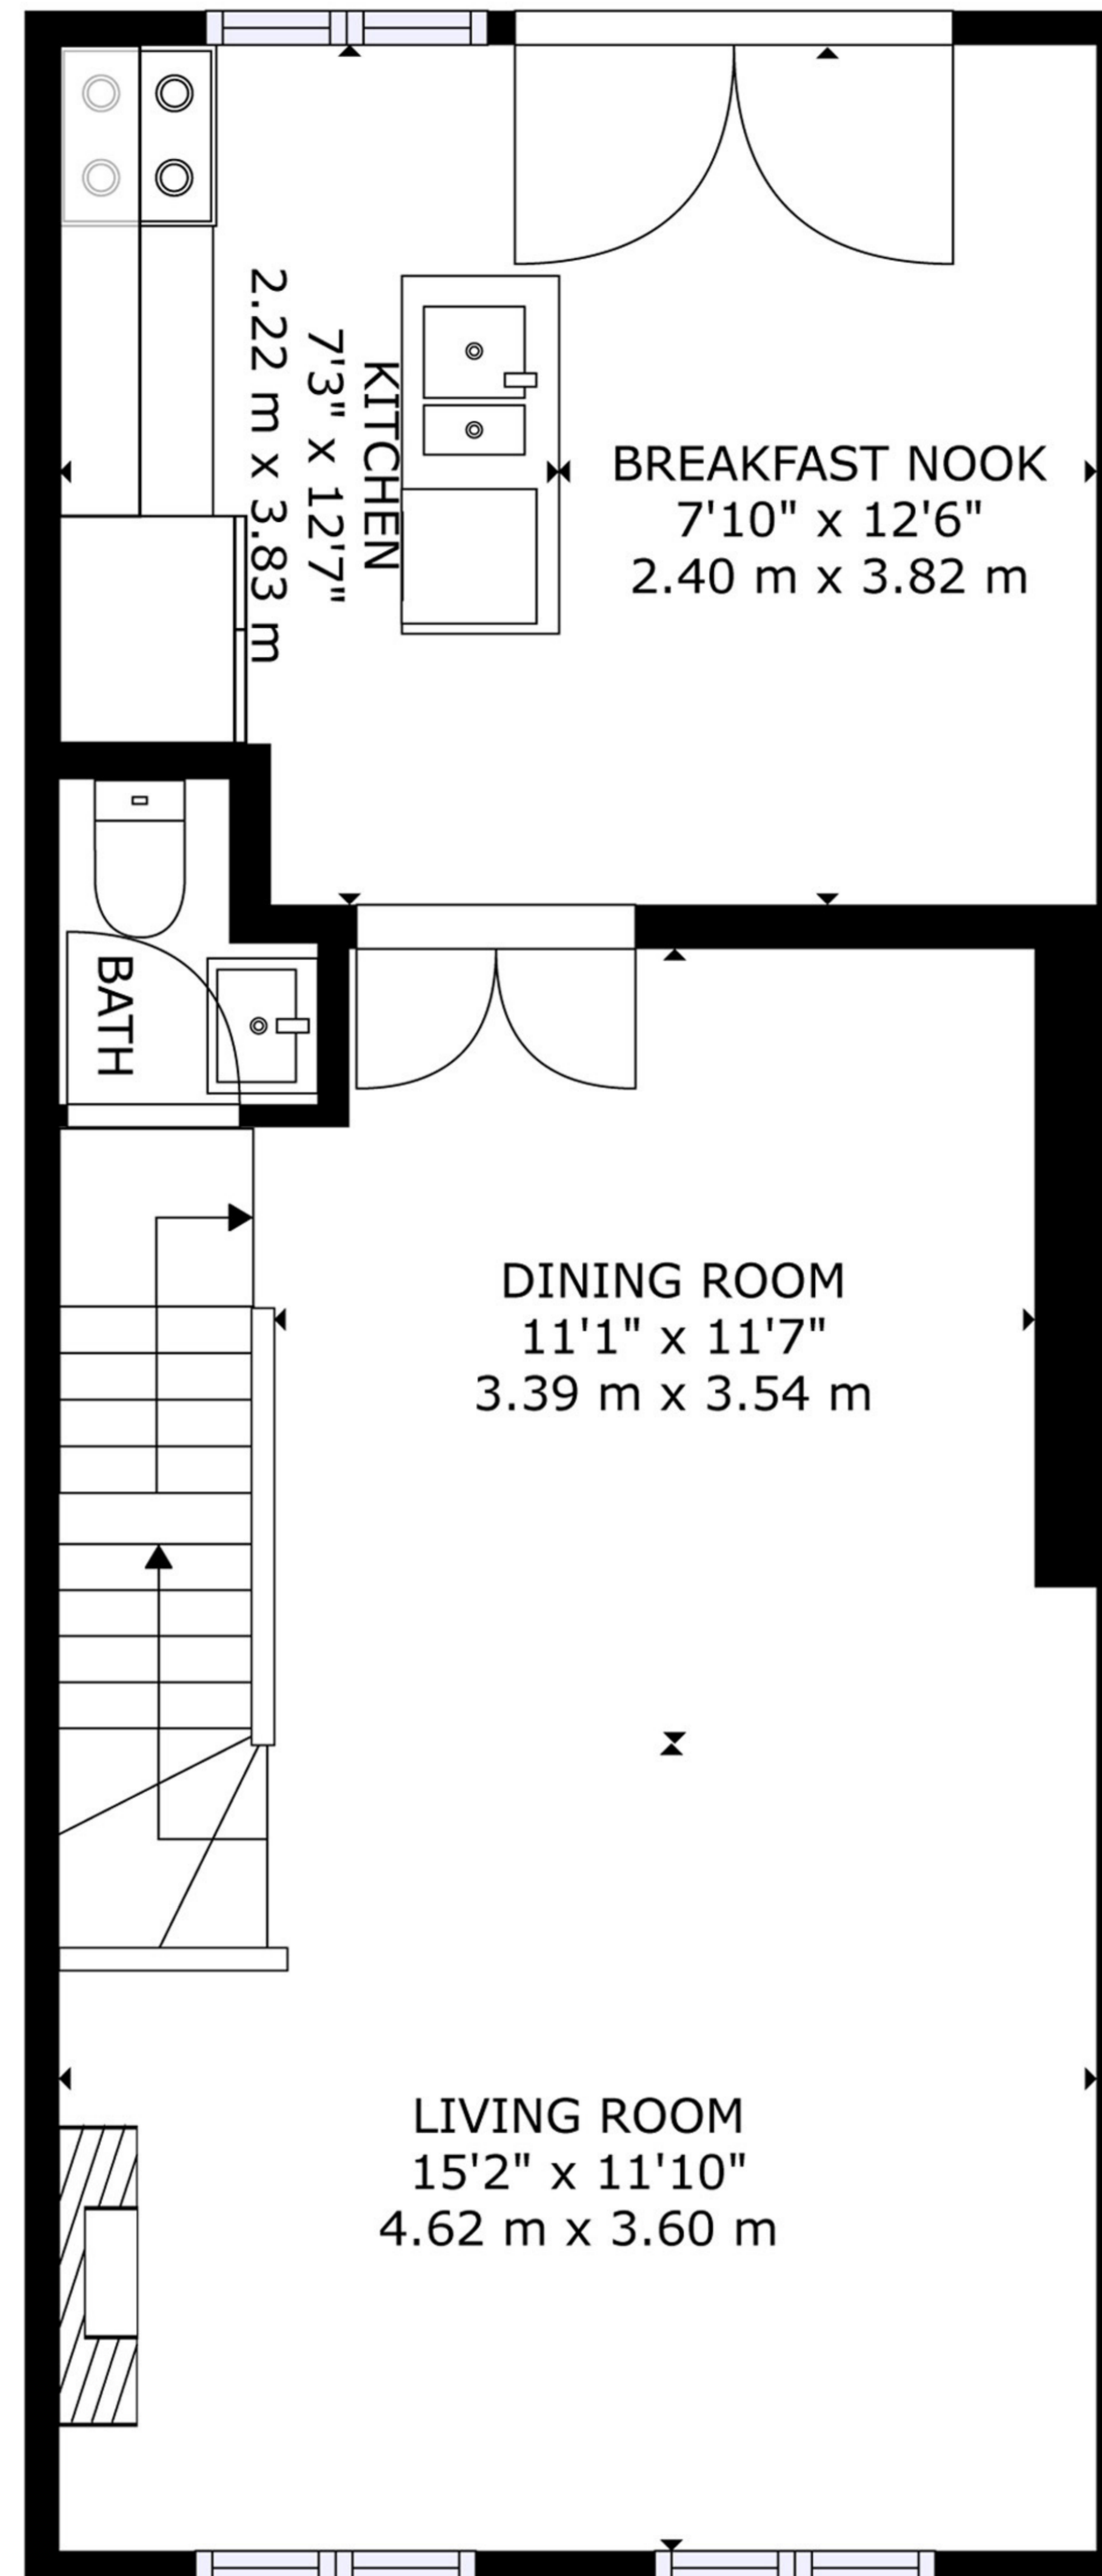 KITCHEN
7'3" x 12'7"
2.22 m x 3.83 m
BREAKFAST NOOK
7'10" x 12'6"
2.40 m x 3.82 m
BATH
DINING ROOM
11'1" x 11'7"
3.39 m x 3.54 m
LIVING ROOM
15'2" x 11'10"
4.62 m x 3.60 m